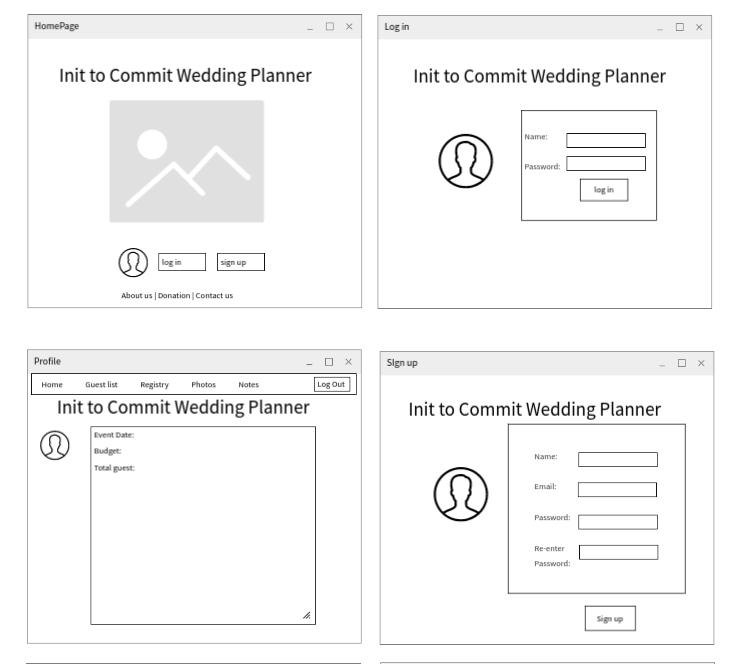 HomePage
Init to Commit Wedding Planner
log in
sign up
About us | Donation | Contact us
Log in
Init to Commit Wedding Planner
Name:
Password:
log in
Profile
Home Guest list Registry Photos Notes Log Out
Init to Commit Wedding Planner
Event Date:
Budget:
Total guest:
SIgn up
Init to Commit Wedding Planner
Name:
Email:
Password:
Re-enter
Password:
Sign up